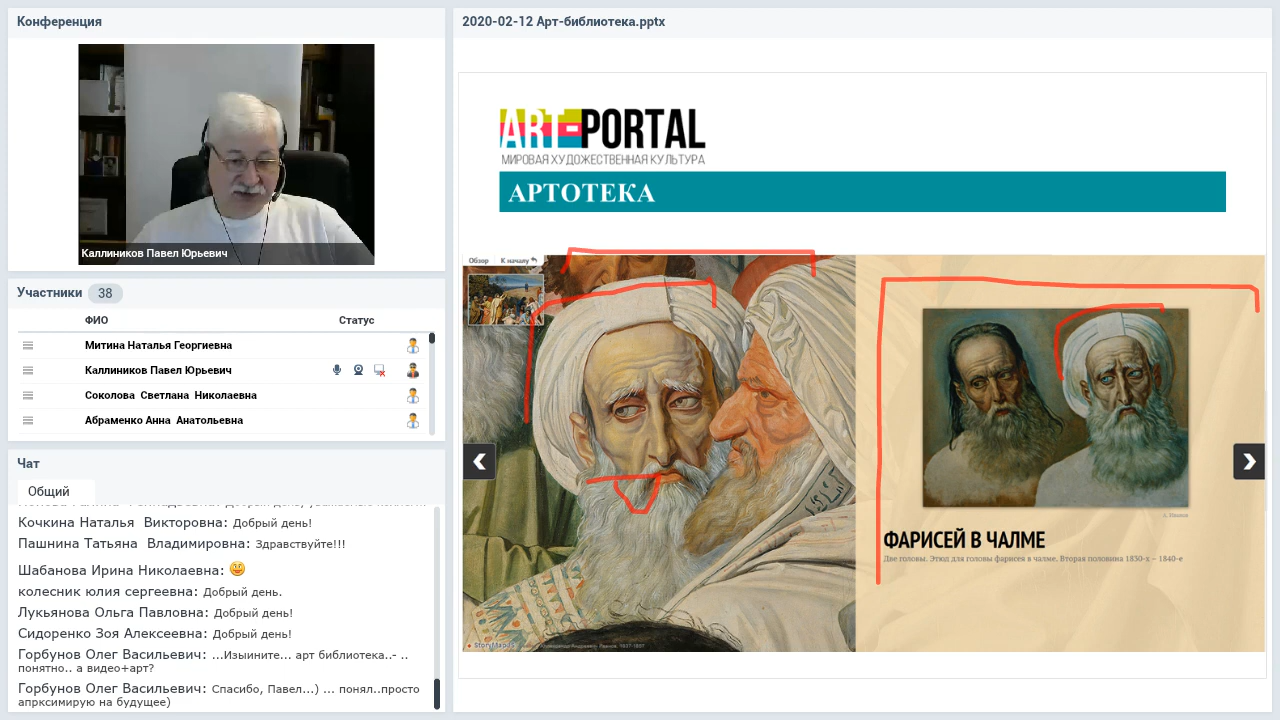 Конференция
Каллиников Павел Юрьевич
Участники 38
ФИО Статус
Митина Наталья Георгиевна
Каллиников Павел Юрьевич
Соколова Светлана Николаевна
Абраменко Анна Анатольевна
Чат
Общий
Кочкина Наталья Викторовна: Добрый день!
Пашнина Татьяна Владимировна: Здравствуйте!!!
Шабанова Ирина Николаевна:
колесник юлия сергеевна: Добрый день.
Лукьянова Ольга Павловна: Добрый день!
Сидоренко Зоя Алексеевна: Добрый день!
Горбунов Олег Васильевич: ...Изыините... арт библиотека..- ..
понятно.. а видео+арт?
Горбунов Олег Васильевич: Спасибо, Павел...) ... понял..просто
апрксимирую на будущее)
2020-02-12 Арт-библиотека.pptx
ART-PORTAL
МИРОВАЯ ХУДОЖЕСТВЕННАЯ КУЛЬТУРА
АРТОТЕКА
Обзор К началу
StoryMapJS
ФАРИСЕЙ В ЧАЛМЕ
Две головы. Этюд для головы фарисея в чалме. Вторая половина 1830-х – 1840-е